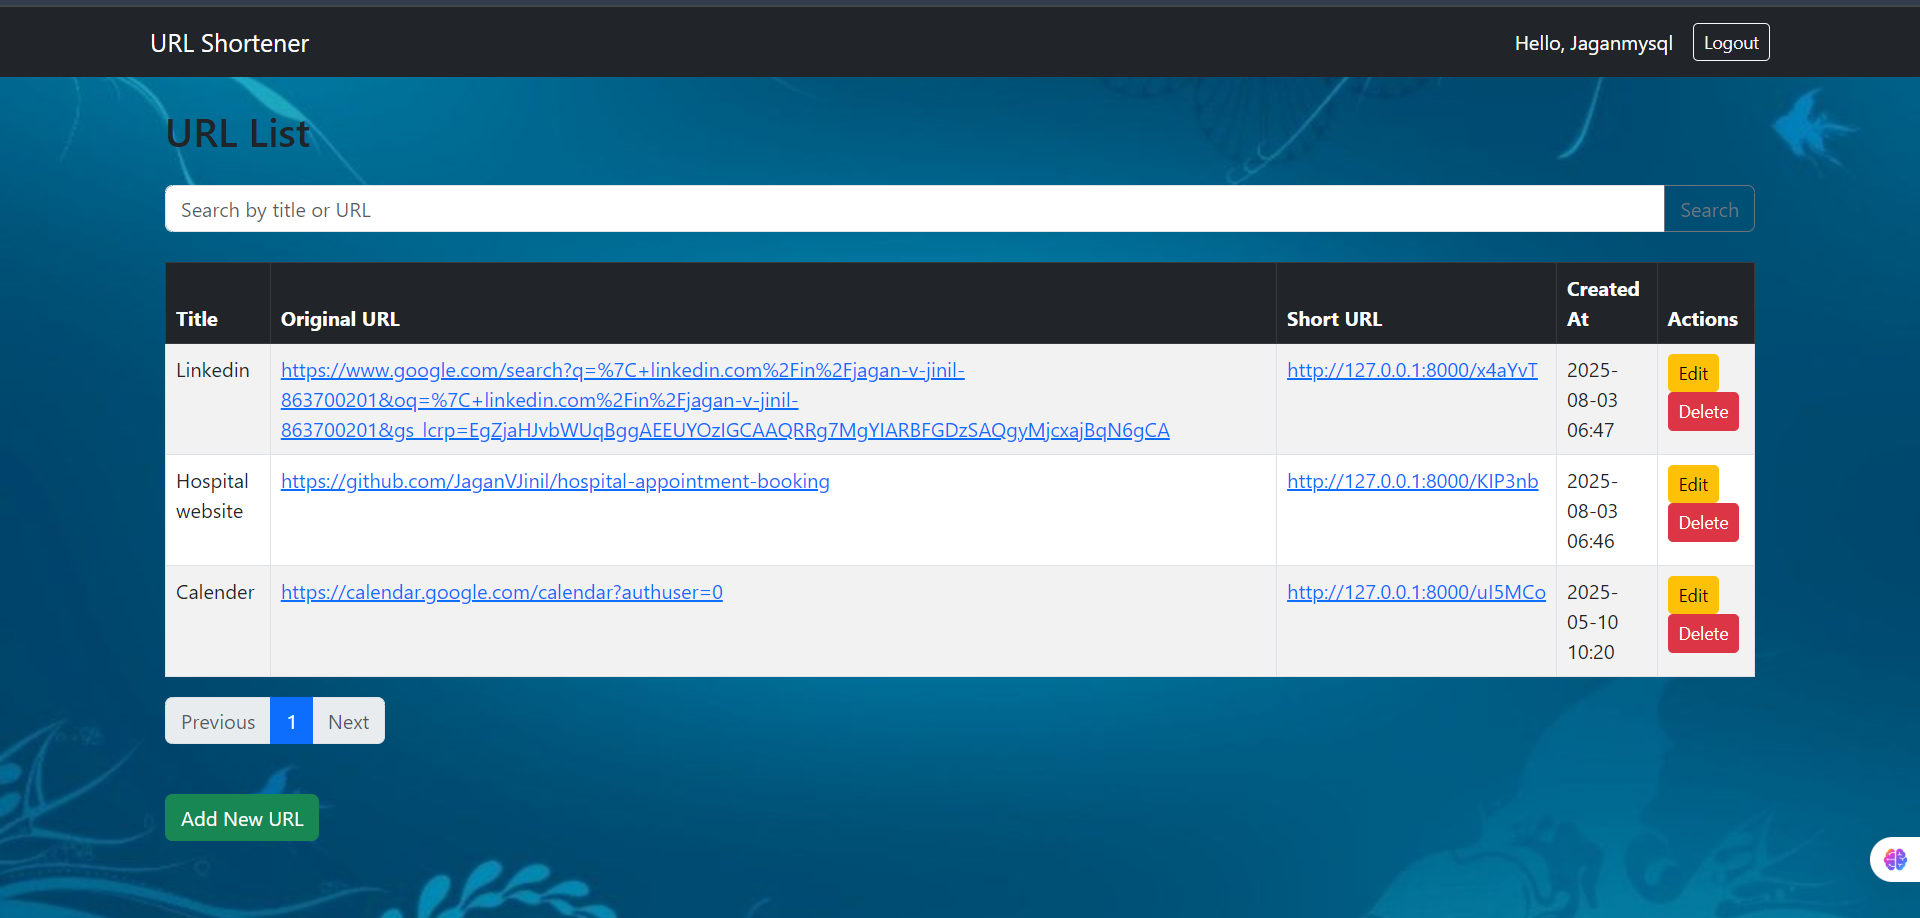 URL Shortener
Hello, Jaganmysql
Logout
URL List
Search by title or URL
Search
Title
Original URL
Short URL
Created
At
Actions
Linkedin
https://www.google.com/search?q=%7C+linkedin.com%2Fin%2Fjagan-v-jinil-
863700201&oq=%7C+linkedin.com%2Fin%2Fjagan-v-jinil-
863700201&gs_lcrp=EgZjaHJvbWUqBggAEEUYOzIGCAAQRRg7MgYIARBFGDzSAQgyMjcxajBqN6gCA
http://127.0.0.1:8000/x4aYvT
2025-
08-03
06:47
Edit
Delete
Hospital
website
https://github.com/JaganVJinil/hospital-appointment-booking
http://127.0.0.1:8000/KIP3nb
2025-
08-03
06:46
Edit
Delete
Calender
https://calendar.google.com/calendar?authuser=0
http://127.0.0.1:8000/uI5MCo
2025-
05-10
10:20
Edit
Delete
Previous
1
Next
Add New URL